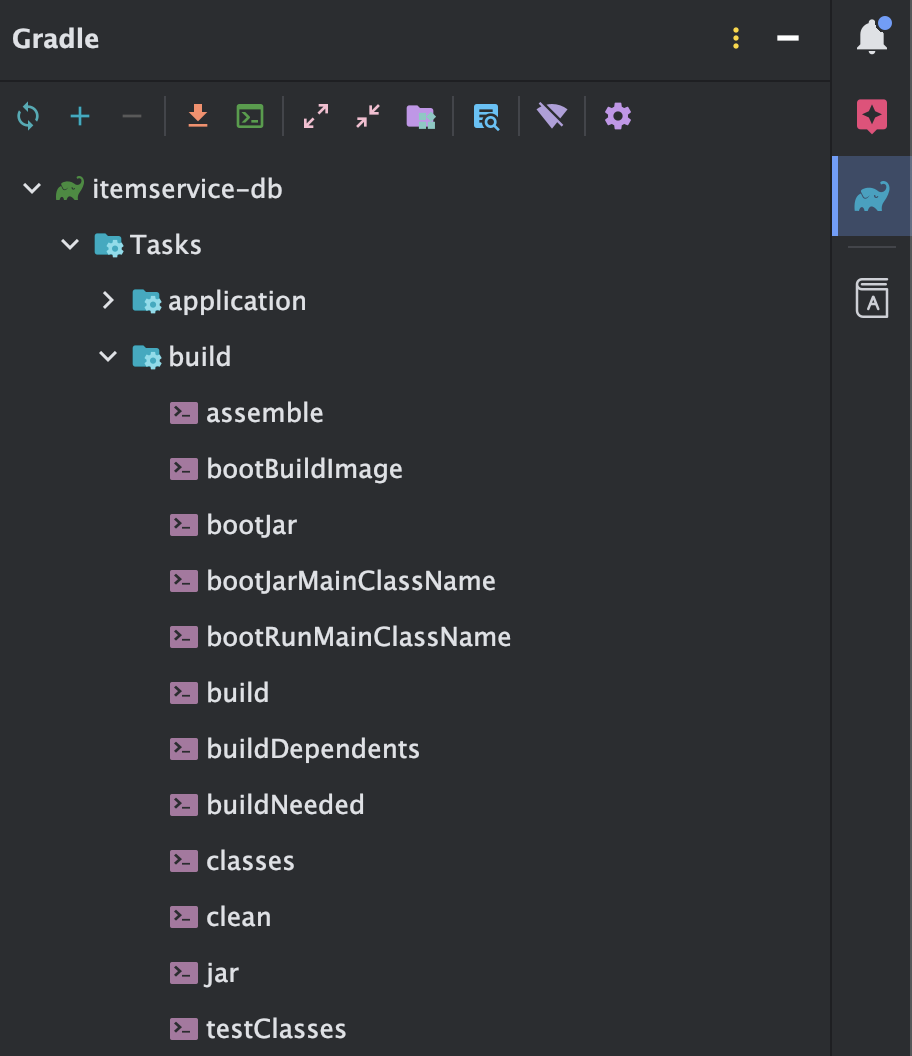 Gradle
itemservice-db
Tasks
application
build
assemble
bootBuildImage
bootJar
bootJarMainClassName
bootRunMainClassName
build
buildDependents
buildNeeded
classes
clean
jar
testClasses
A